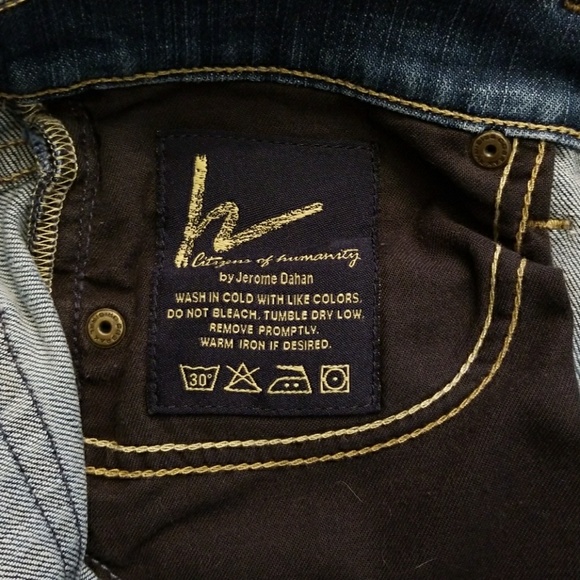 h
Citizens of humanity
by Jerome Dahan
WASH IN COLD WITH LIKE COLORS.
DO NOT BLEACH. TUMBLE DRY LOW.
REMOVE PROMPTLY.
WARM IRON IF DESIRED.
30°